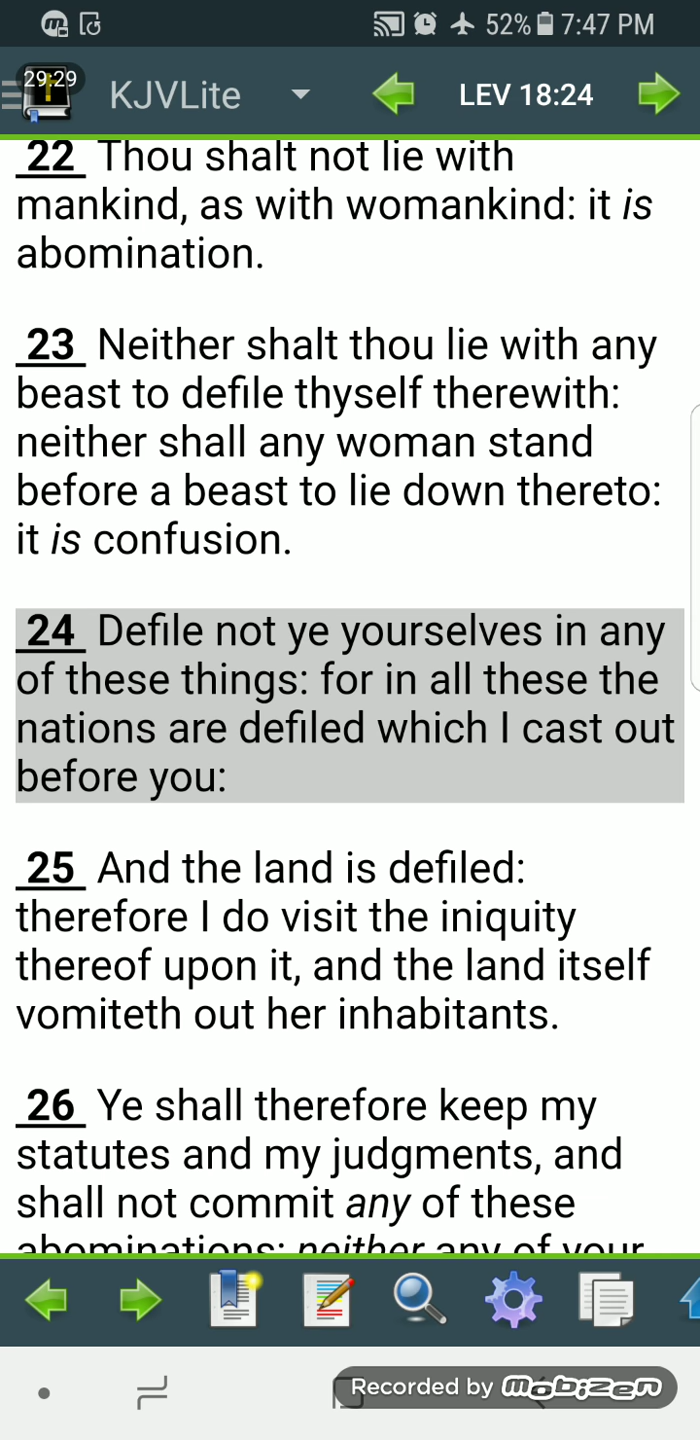 52% 7:47 PM
29:29
KJVLite
LEV 18:24
22 Thou shalt not lie with
mankind, as with womankind: it is
abomination.
23 Neither shalt thou lie with any
beast to defile thyself therewith:
neither shall any woman stand
before a beast to lie down thereto:
it is confusion.
24 Defile not ye yourselves in any
of these things: for in all these the
nations are defiled which I cast out
before you:
25 And the land is defiled:
therefore I do visit the iniquity
thereof upon it, and the land itself
vomiteth out her inhabitants.
26 Ye shall therefore keep my
statutes and my judgments, and
shall not commit any of these
abominations: neither any of your
Recorded by mobizen